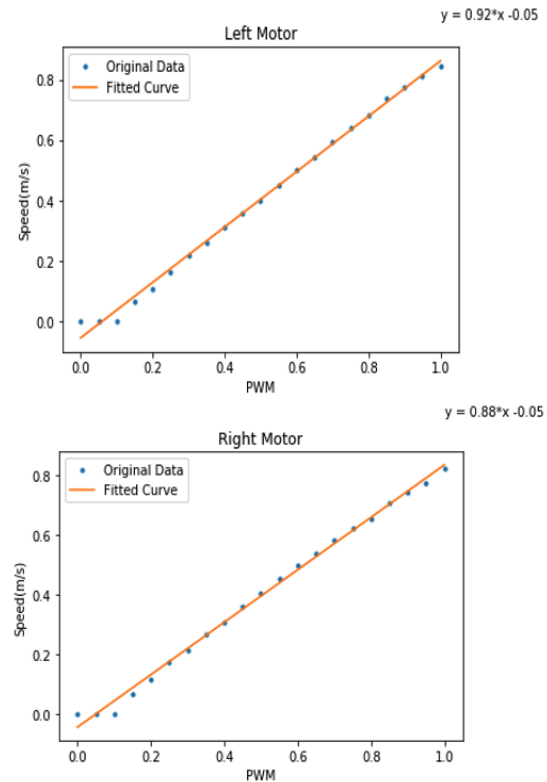 y = 0.92*x -0.05
Left Motor
Original Data
Fitted Curve
Speed(m/s)
0.8
0.6
0.4
0.2
0.0
0.0 0.2 0.4 0.6 0.8 1.0
PWM
y = 0.88*x -0.05
Right Motor
Original Data
Fitted Curve
Speed(m/s)
0.8
0.6
0.4
0.2
0.0
0.0 0.2 0.4 0.6 0.8 1.0
PWM